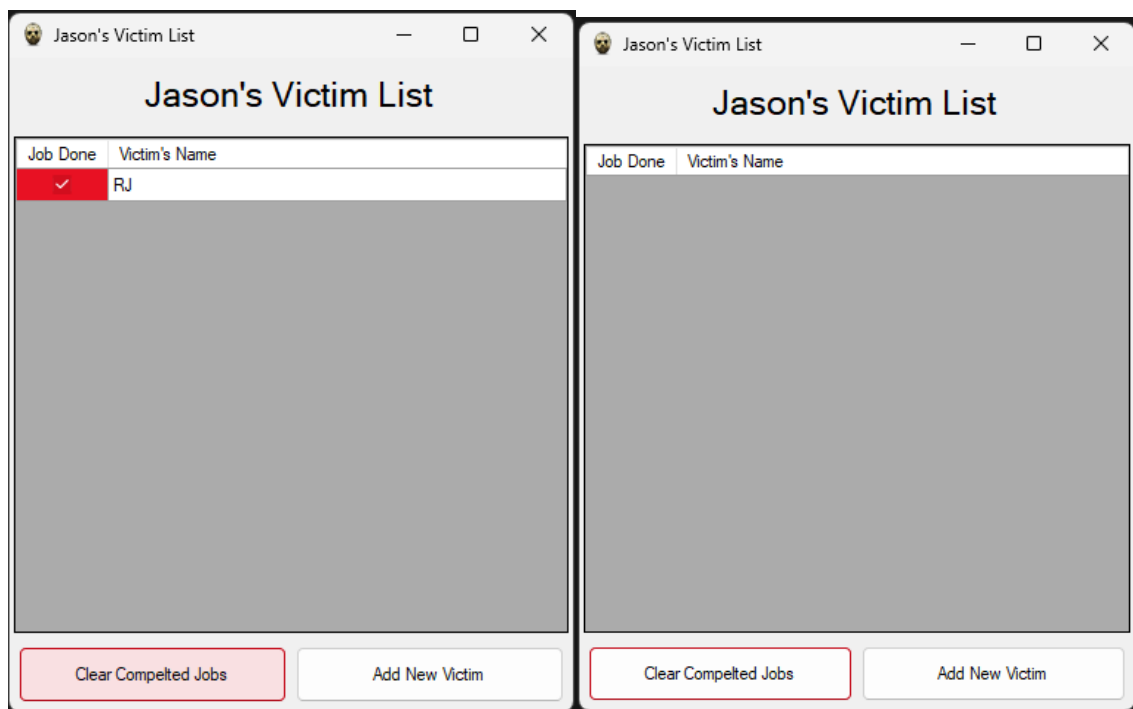 Jason's Victim List
Jason's Victim List
Job Done Victim's Name
RJ
Clear Compelted Jobs Add New Victim
Jason's Victim List
Jason's Victim List
Job Done Victim's Name
Clear Compelted Jobs Add New Victim